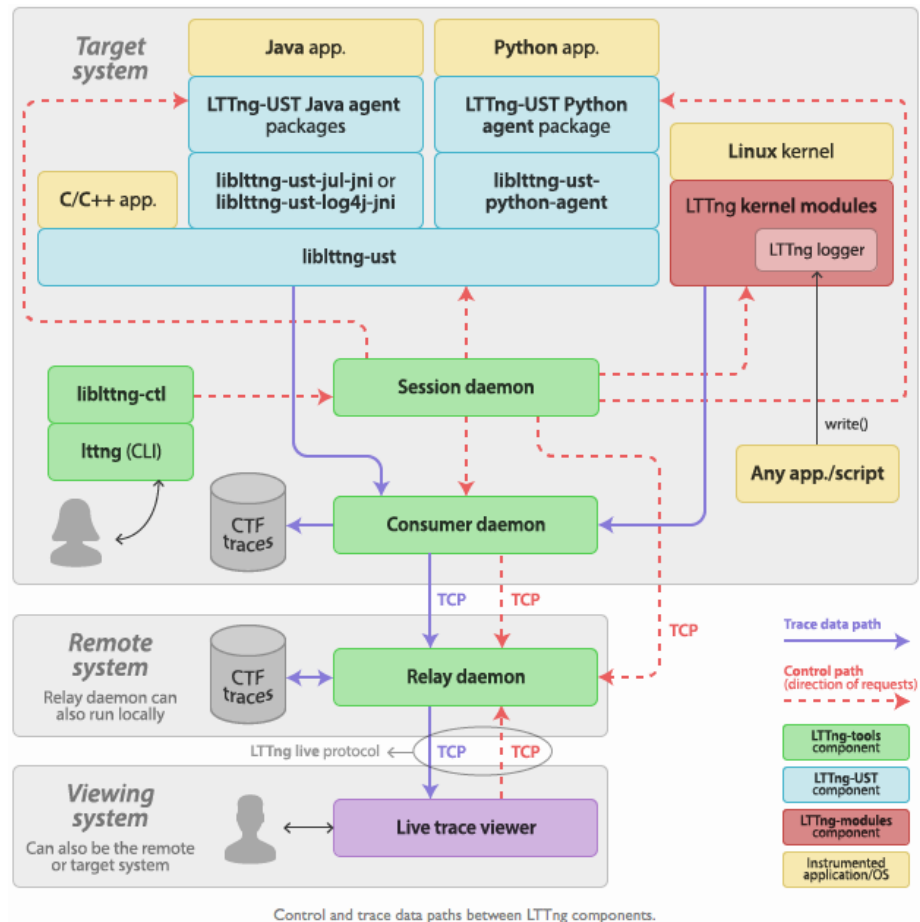 Target
system
Java app.
Python app.
LTTng-UST Java agent
packages
LTTng-UST Python
agent package
Linux kernel
C/C++ app.
liblttng-ust-jul-jni or
liblttng-ust-log4j-jni
liblttng-ust-
python-agent
LTTng kernel modules
LTTng logger
liblttng-ust
liblttng-ctl
Session daemon
lttng (CLI)
write()
Any app./script
CTF
traces
Consumer daemon
TCP
TCP
TCP
Remote
system
Relay daemon can
also run locally
CTF
traces
Relay daemon
LTTng live protocol
TCP
TCP
Viewing
system
Can also be the remote
or target system
Live trace viewer
Trace data path
Control path
(direction of requests)
LTTng-tools
component
LTTng-UST
component
LTTng-modules
component
Instrumented
application/OS
Control and trace data paths between LTTng components.